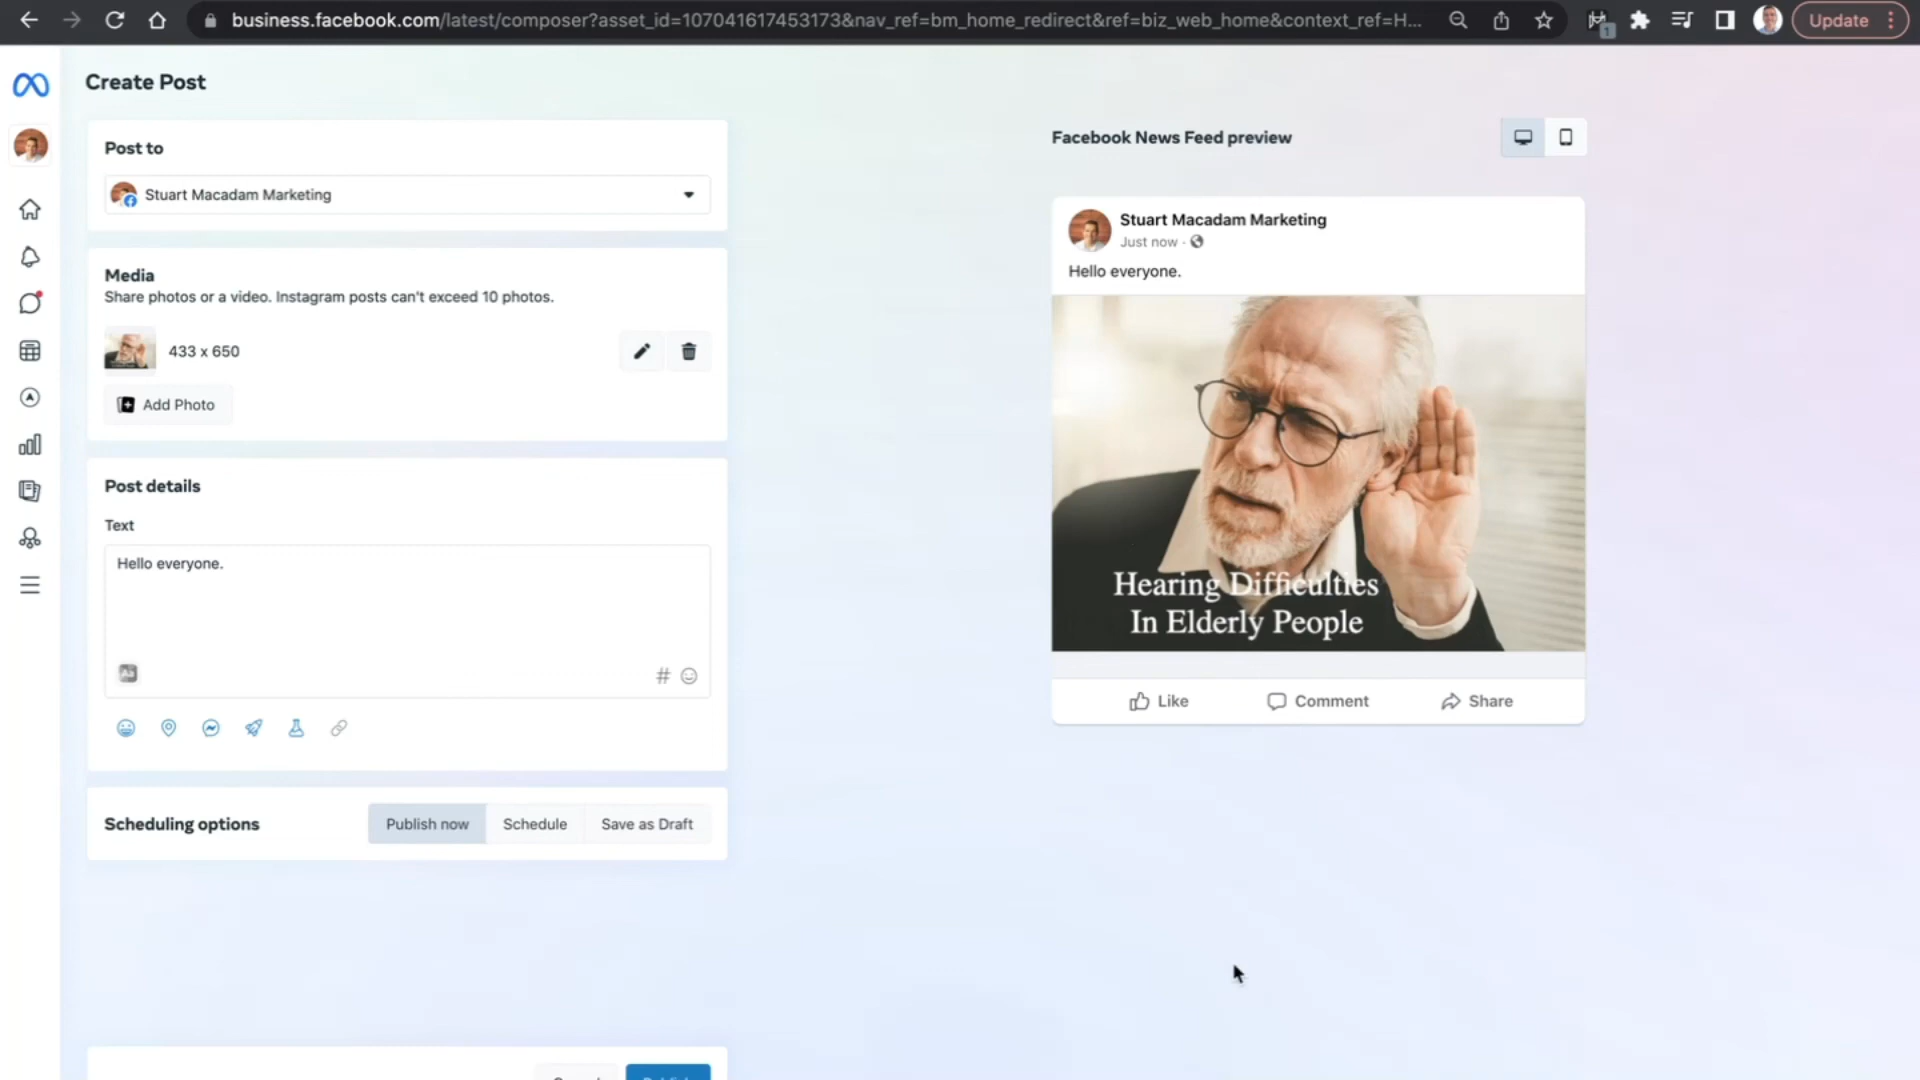 business.facebook.com/latest/composer?asset_id=107041617453173&nav_ref=bm_home_redirect&ref=biz_web_home&context_ref=H...
1
Update
Create Post
Post to
Stuart Macadam Marketing
Media
Share photos or a video. Instagram posts can't exceed 10 photos.
433 x 650
Add Photo
Post details
Text
Hello everyone.
#
Scheduling options
Publish now
Schedule
Save as Draft
Facebook News Feed preview
Stuart Macadam Marketing
Just now ·
Hello everyone.
Hearing Difficulties
In Elderly People
Like
Comment
Share